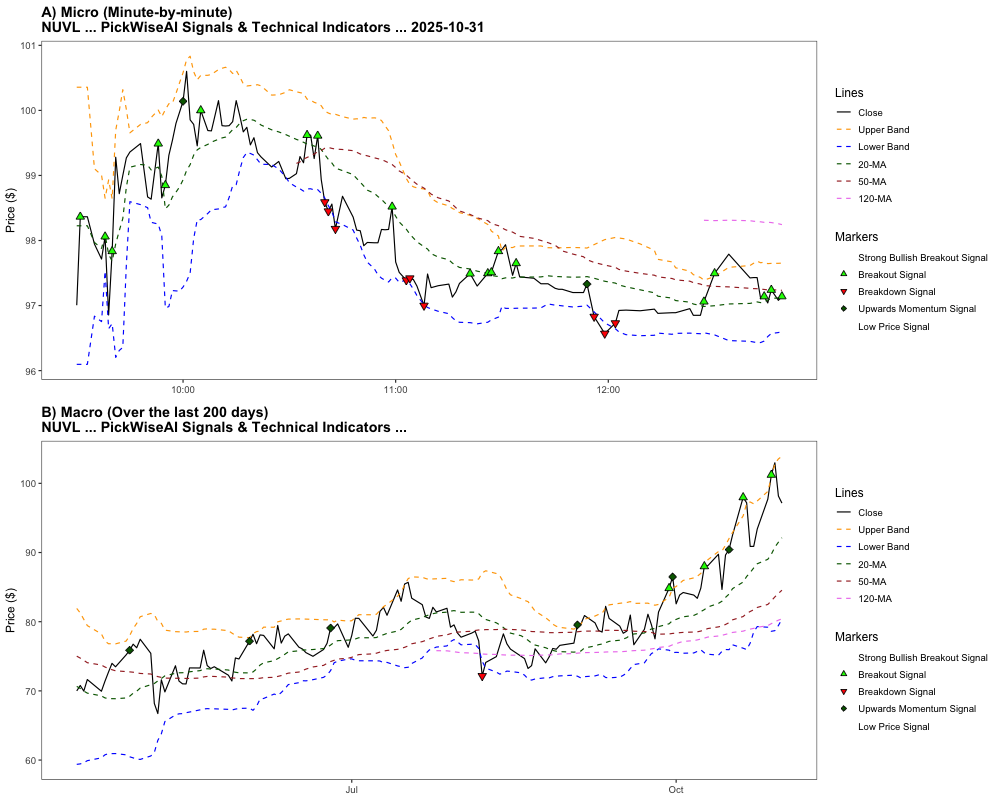 A) Micro (Minute-by-minute)
NUVL ... PickWiseAI Signals & Technical Indicators ... 2025-10-31
Price ($)
101
100
99
98
97
96
10:00
11:00
12:00
Lines
Close
Upper Band
Lower Band
20-MA
50-MA
120-MA
Markers
Strong Bullish Breakout Signal
Breakout Signal
Breakdown Signal
Upwards Momentum Signal
Low Price Signal
B) Macro (Over the last 200 days)
NUVL ... PickWiseAI Signals & Technical Indicators ...
Price ($)
100
90
80
70
60
Jul
Oct
Lines
Close
Upper Band
Lower Band
20-MA
50-MA
120-MA
Markers
Strong Bullish Breakout Signal
Breakout Signal
Breakdown Signal
Upwards Momentum Signal
Low Price Signal